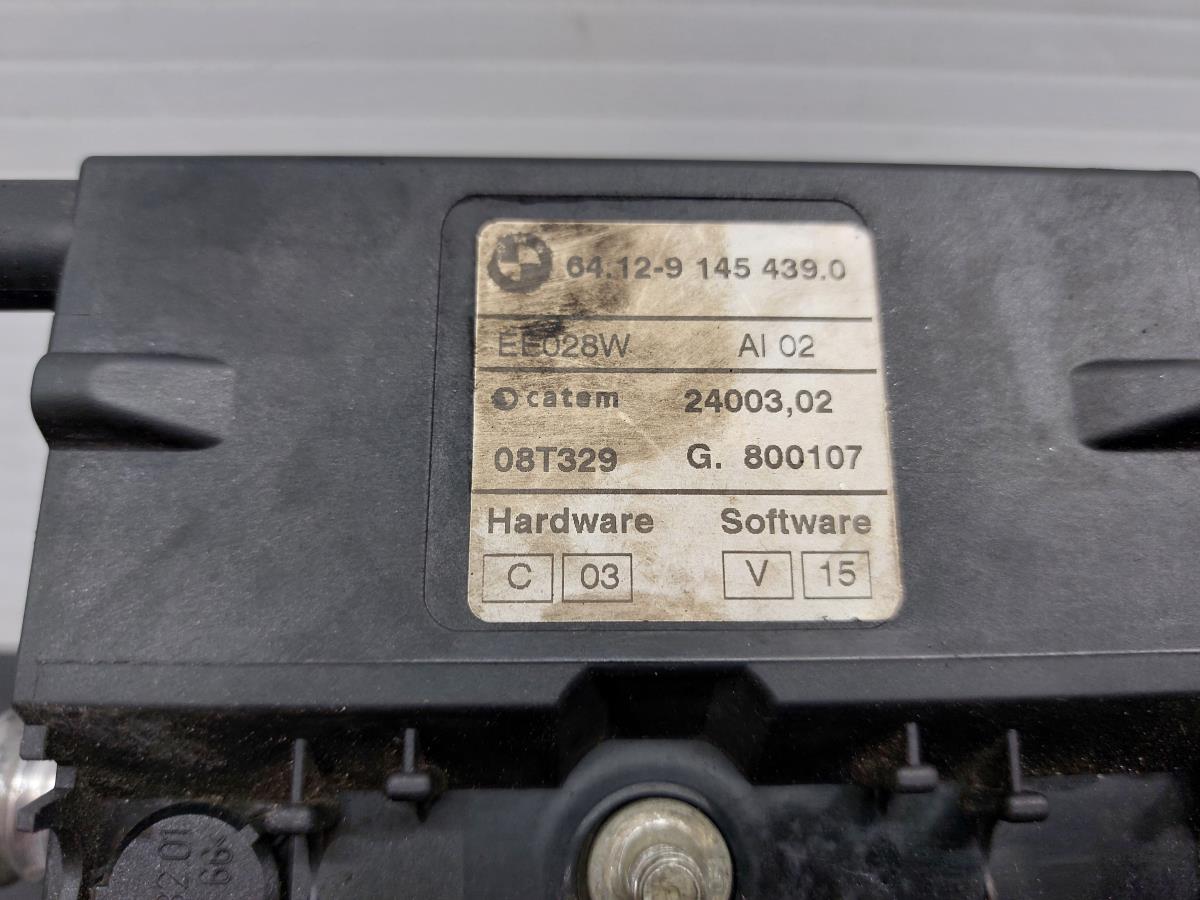 64.12-9 145 439.0
EE028W AI 02
catem 24003,02
08T329 G. 800107
Hardware Software
C 03 V 15